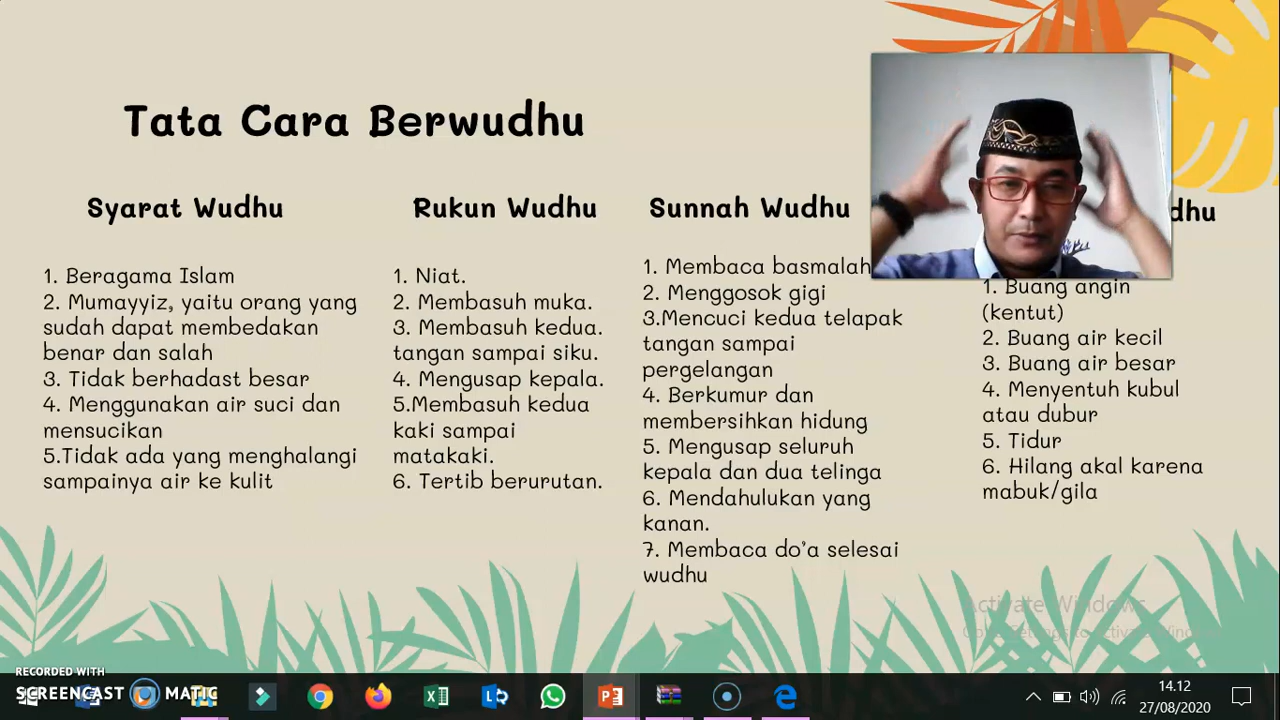 Tata Cara Berwudhu
Syarat Wudhu
1. Beragama Islam
2. Mumayyiz, yaitu orang yang
sudah dapat membedakan
benar dan salah
3. Tidak berhadast besar
4. Menggunakan air suci dan
mensucikan
5.Tidak ada yang menghalangi
sampainya air ke kulit
Rukun Wudhu
1. Niat.
2. Membasuh muka.
3. Membasuh kedua.
tangan sampai siku.
4. Mengusap kepala.
5.Membasuh kedua
kaki sampai
matakaki.
6. Tertib berurutan.
Sunnah Wudhu
1. Membaca basmalah
2. Menggosok gigi
3.Mencuci kedua telapak
tangan sampai
pergelangan
4. Berkumur dan
membersihkan hidung
5. Mengusap seluruh
kepala dan dua telinga
6. Mendahulukan yang
kanan.
7. Membaca do'a selesai
wudhu
1. Buang angin
(kentut)
2. Buang air kecil
3. Buang air besar
4. Menyentuh kubul
atau dubur
5. Tidur
6. Hilang akal karena
mabuk/gila
Activate Windows
RECORDED WITH
SCREENCAST MATIC
14.12
27/08/2020